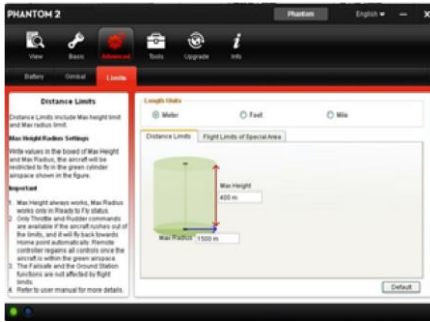 PHANTOM 2
Phantom
English
View
Basic
Advanced
Tools
Upgrade
Info
Battery
Gimbal
Limits
Distance Limits
Distance Limits include Max height limit
and Max radius limit.
Max Height Radius Settings
Write values in the boxed of Max Height
and Max Radius, the aircraft will be
restricted to fly in the green cylinder
airspace shown in the figure.
Important
1. Max Height always works, Max Radius
works only in Ready to Fly status.
2. Only Throttle and Rudder commands
are available if the aircraft rushes out of
the limits, and it will fly back towards
Home point automatically. Remote
controller regains all controls once the
aircraft is within the green airspace.
3. The Failsafe and the Ground Station
functions are not affected by flight
limits.
4. Refer to user manual for more details.
Length Units
Meter
Feet
Mile
Distance Limits
Flight Limits of Special Area
Max Height
400 m
Max Radius 1500 m
Default